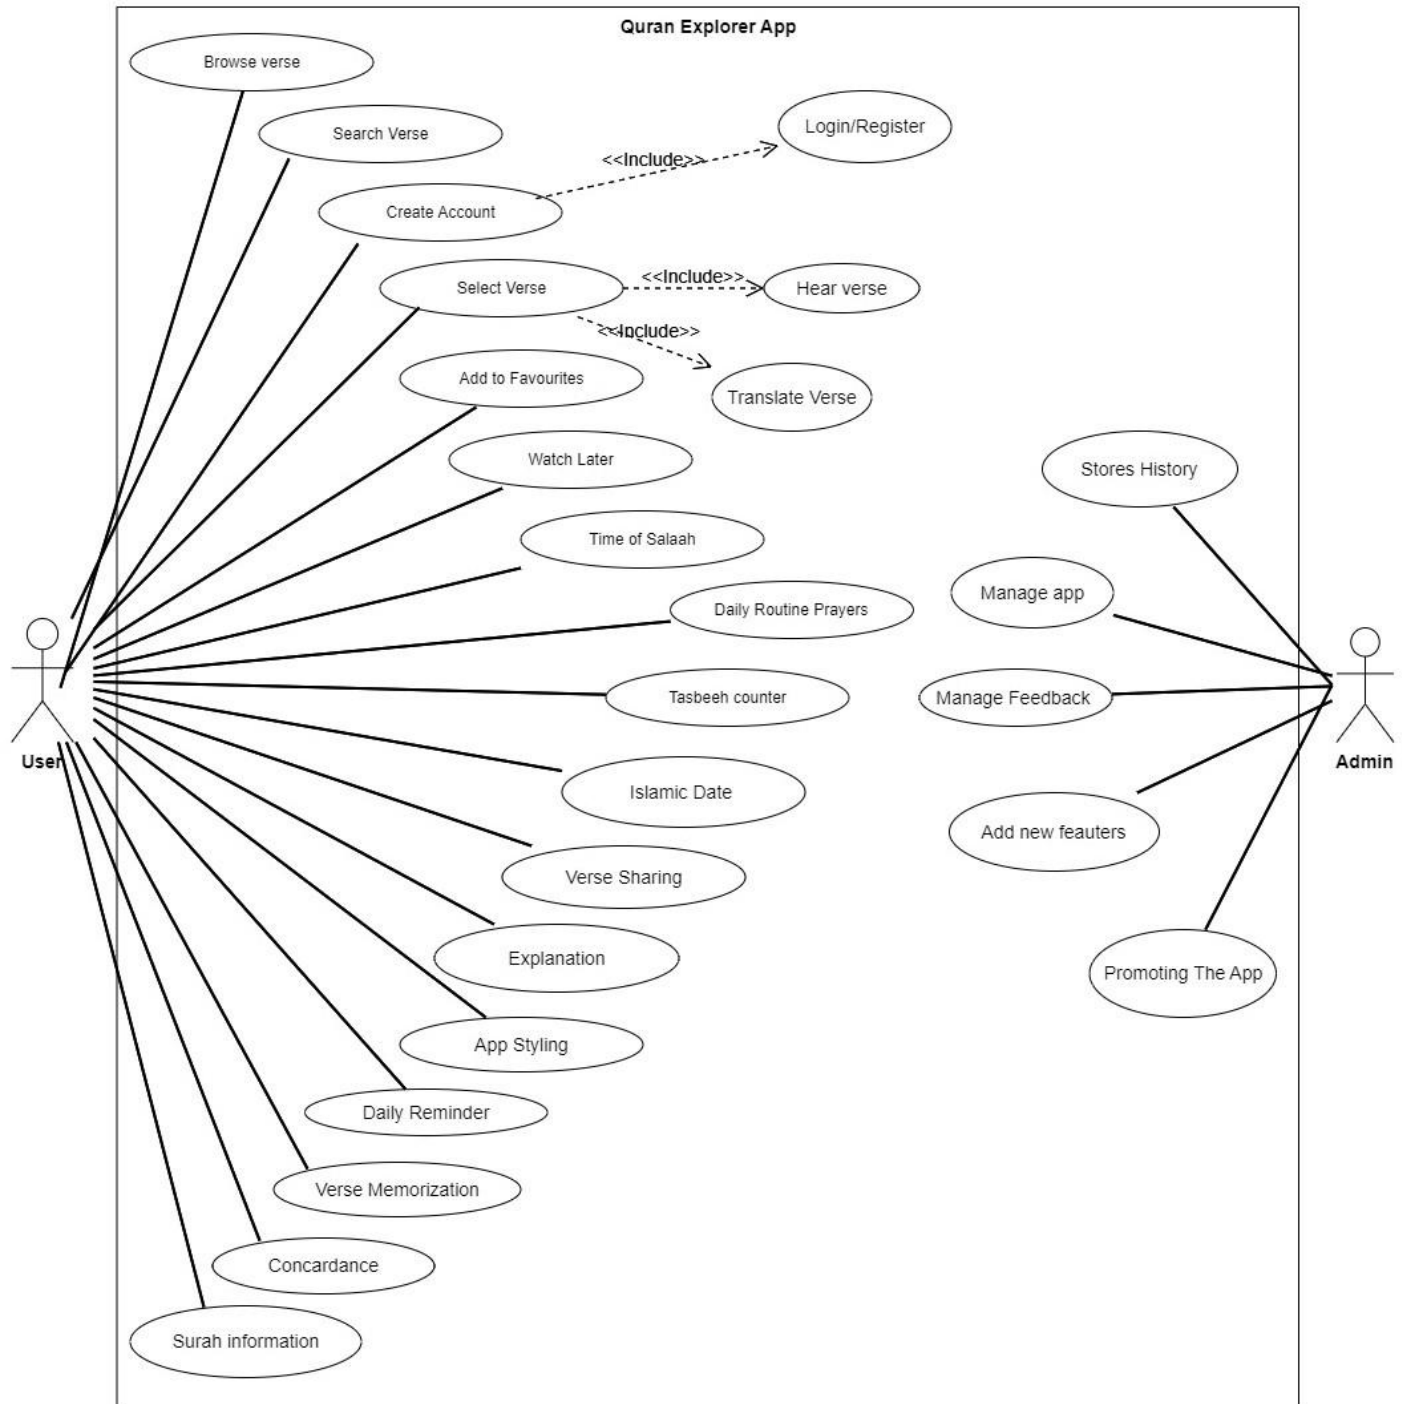 Quran Explorer App
Browse verse
Search Verse
Login/Register
<<Include>>
Create Account
Select Verse
<<Include>>
Hear verse
<<Include>>
Add to Favourites
Translate Verse
Watch Later
Stores History
Time of Salaah
Manage app
Daily Routine Prayers
Tasbeeh counter
Manage Feedback
User
Admin
Islamic Date
Add new feauters
Verse Sharing
Explanation
Promoting The App
App Styling
Daily Reminder
Verse Memorization
Concardance
Surah information